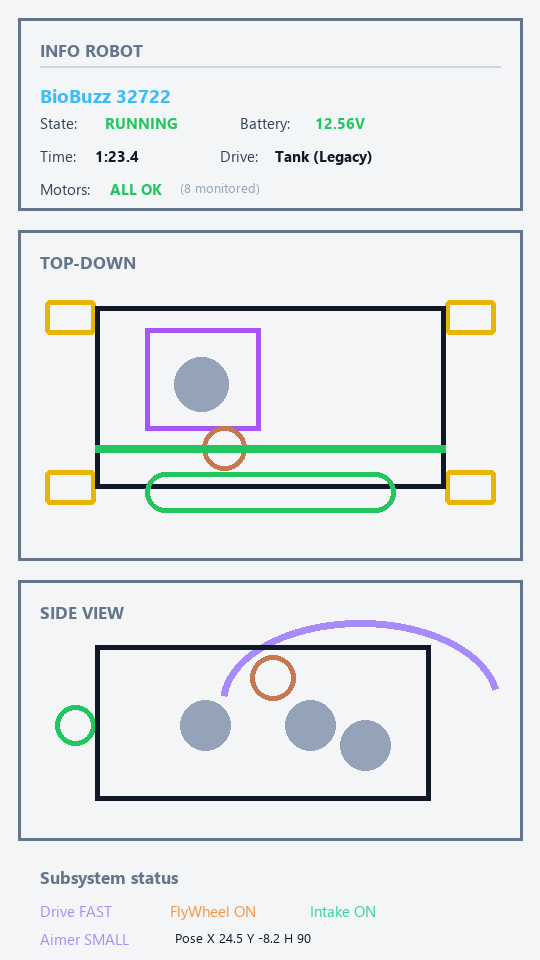 INFO ROBOT
BioBuzz 32722
State: RUNNING Battery: 12.56V
Time: 1:23.4 Drive: Tank (Legacy)
Motors: ALL OK (8 monitored)
TOP-DOWN
SIDE VIEW
Subsystem status
Drive FAST FlyWheel ON Intake ON
Aimer SMALL Pose X 24.5 Y -8.2 H 90